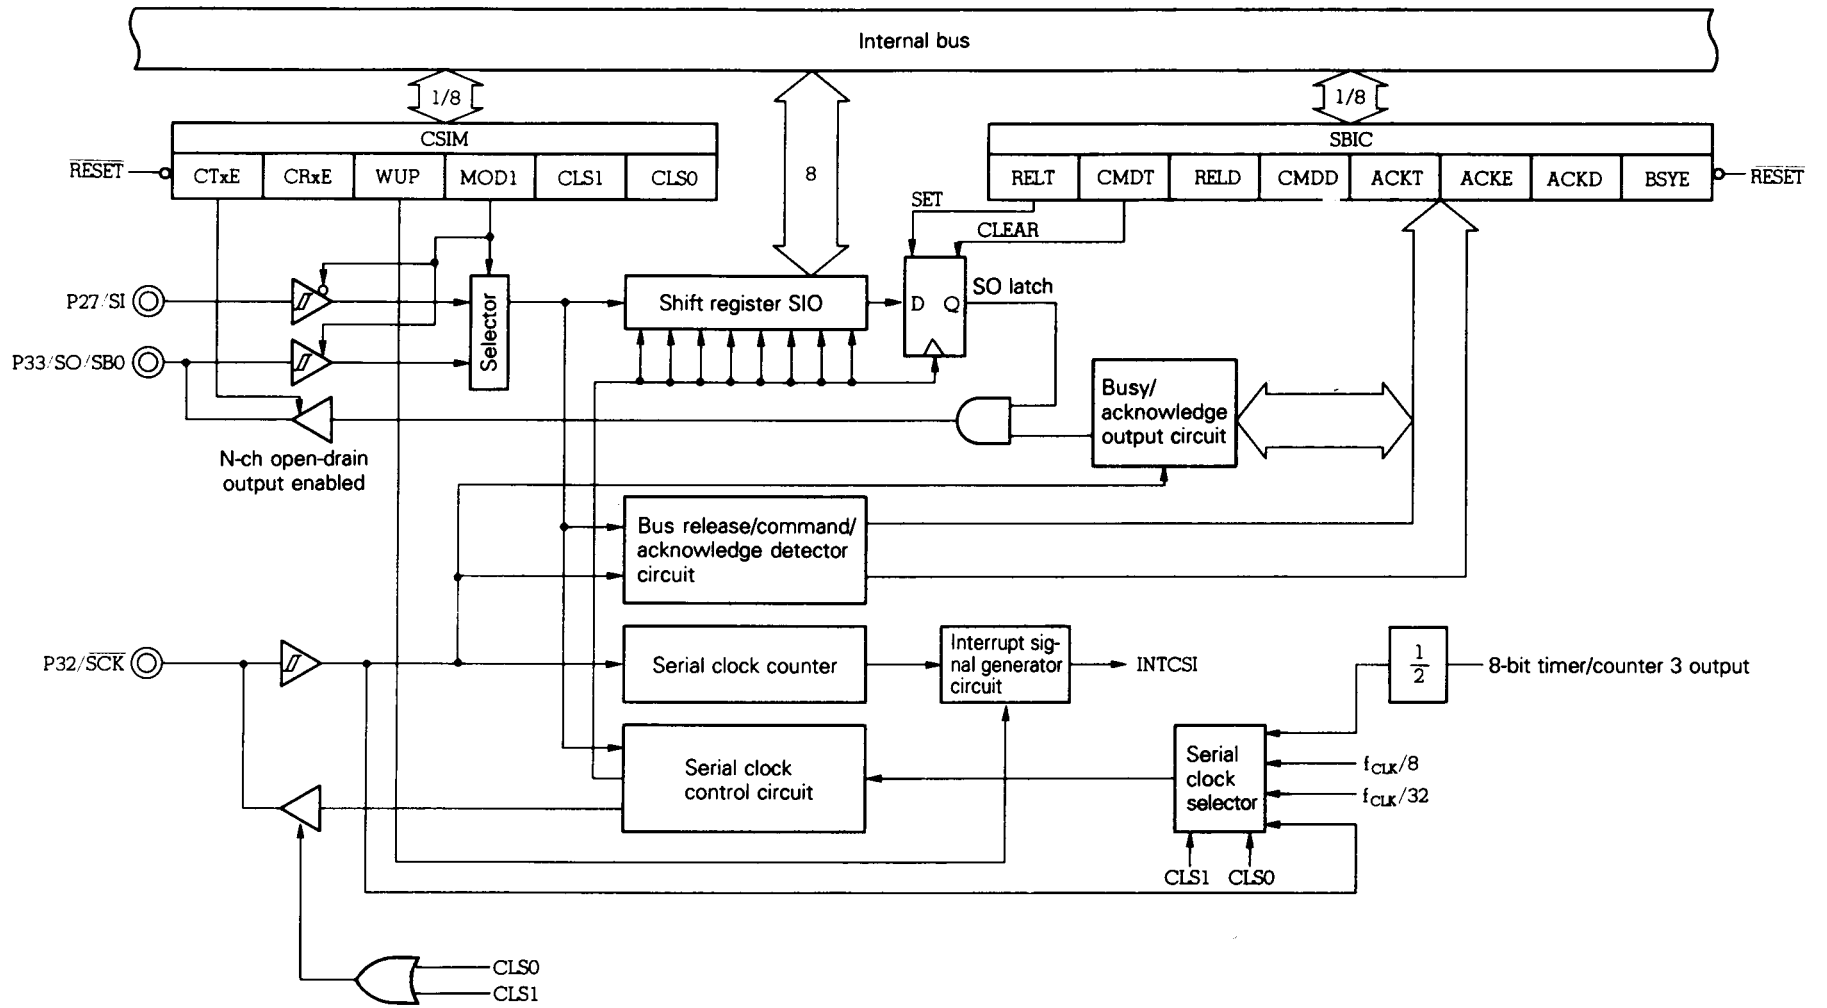 Internal bus
1/8
1/8
CSIM
SBIC
8
RESET
CTxE
CRxE
WUP
MOD1
CLS1
CLS0
RELT
CMDT
RELD
CMDD
ACKT
ACKE
ACKD
BSYE
RESET
SET
CLEAR
P27/SI
Selector
Shift register SIO
D
Q
SO latch
P33/SO/SB0
N-ch open-drain
output enabled
Busy/
acknowledge
output circuit
Bus release/command/
acknowledge detector
circuit
P32/SCK
Serial clock counter
Interrupt sig-
nal generator
circuit
INTCSI
1
2
8-bit timer/counter 3 output
Serial clock
control circuit
Serial
clock
selector
fCLK/8
fCLK/32
CLS1
CLS0
CLS0
CLS1